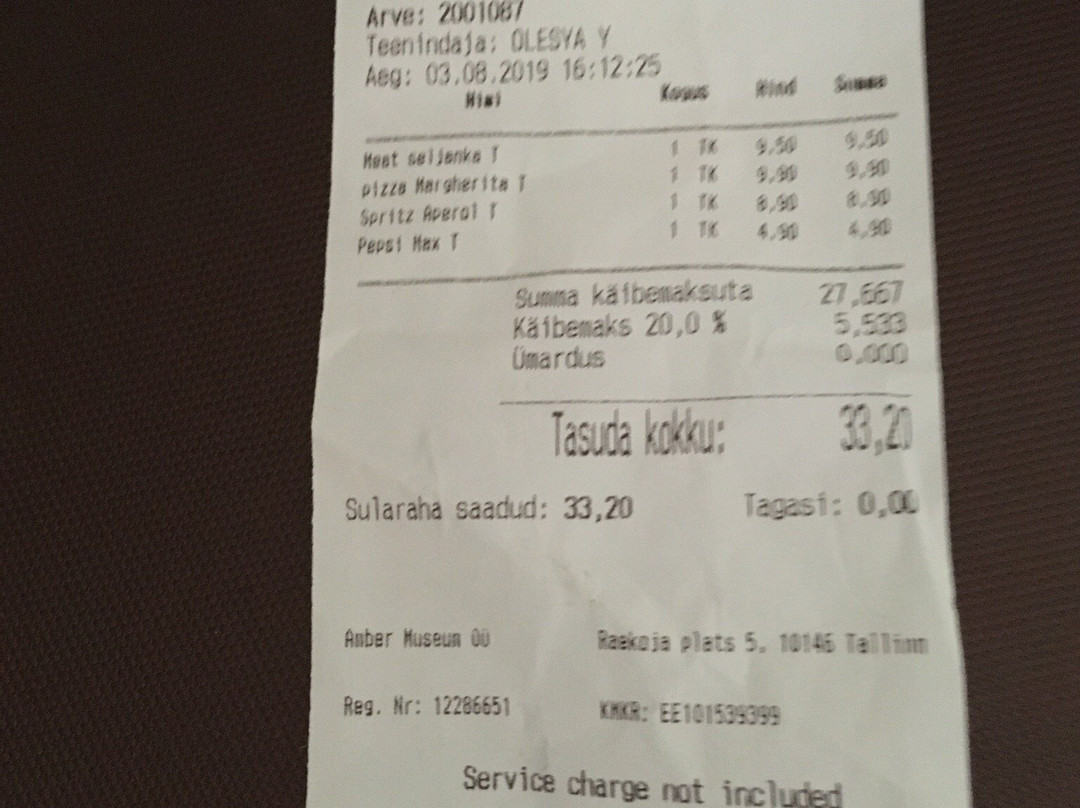 Arve: 2001087
Teenindaja: OLESYA Y
Aeg: 03.08.2019 16:12:25
Nimi Kogus Hind Summa
Meat seljanka T 1 TK 9,50 9,50
pizza Margherita T 1 TK 9,90 9,90
Spritz Aperol T 1 TK 8,90 8,90
Pepsi Max T 1 TK 4,90 4,90
Summa käibemaksuta 27,667
Käibemaks 20,0 % 5,533
Ümardus 0,000
Tasuda kokku: 33,20
Sularaha saadud: 33,20 Tagasi: 0,00
Amber Museum OÜ Raekoja plats 5, 10146 Tallinn
Reg. Nr: 12286651 KMKR: EE101539399
Service charge not included